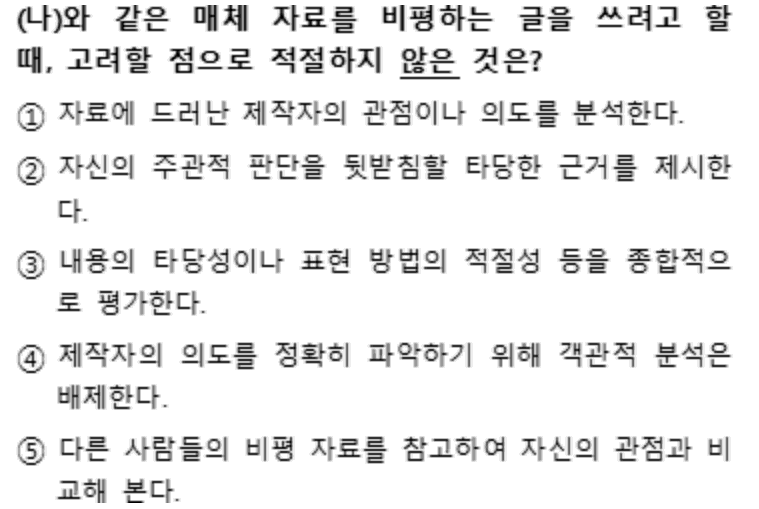 (나)와 같은 매체 자료를 비평하는 글을 쓰려고 할
때, 고려할 점으로 적절하지 않은 것은?
① 자료에 드러난 제작자의 관점이나 의도를 분석한다.
② 자신의 주관적 판단을 뒷받침할 타당한 근거를 제시한
다.
③ 내용의 타당성이나 표현 방법의 적절성 등을 종합적으
로 평가한다.
④ 제작자의 의도를 정확히 파악하기 위해 객관적 분석은
배제한다.
⑤ 다른 사람들의 비평 자료를 참고하여 자신의 관점과 비
교해 본다.